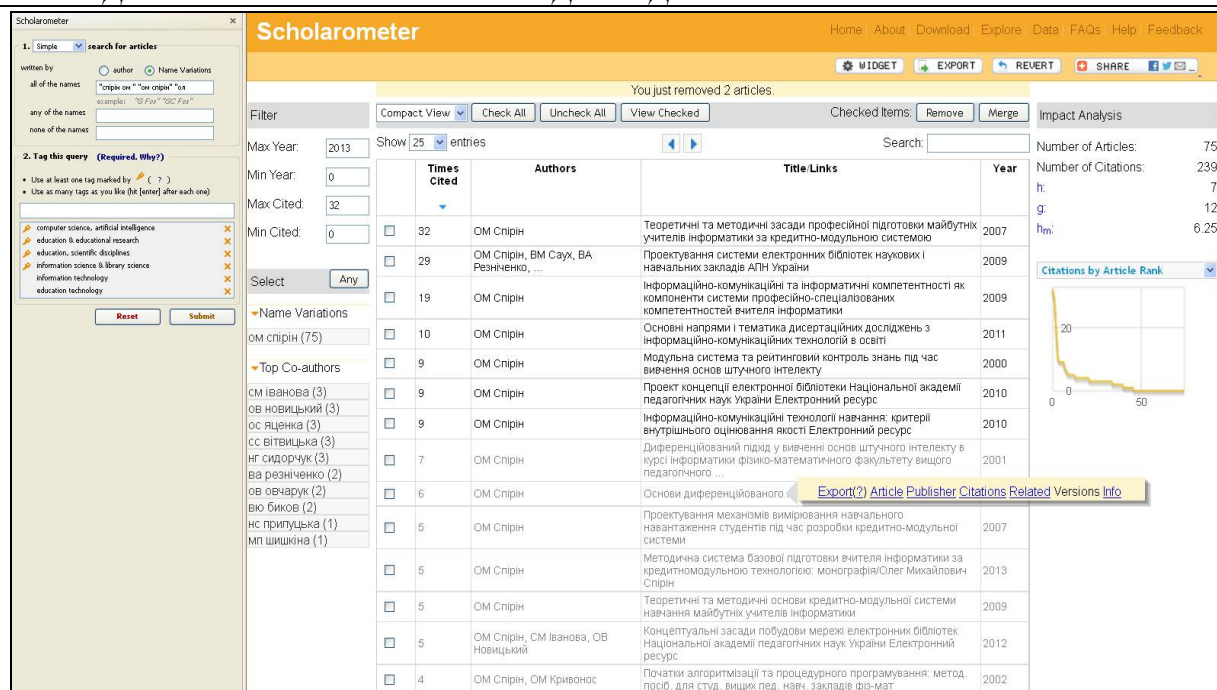 Scholarometer ×
1. Simple search for articles
written by author Name Variations
all of the names "спірін ом " "ом спірін" "ол
example: "G Fox" "GC Fox"
any of the names
none of the names
2. Tag this query (Required. Why?)
• Use at least one tag marked by ( ? )
• Use as many tags as you like (hit [enter] after each one)
computer science, artificial intelligence
education & educational research
education, scientific disciplines
information science & library science
information technology
education technology
Reset Submit
Scholarometer
Home About Download Explore Data FAQs Help Feedback
WIDGET EXPORT REVERT SHARE
You just removed 2 articles.
Filter
Max Year: 2013
Min Year: 0
Max Cited: 32
Min Cited: 0
Select Any
Name Variations
ом спірін (75)
Top Co-authors
см іванова (3)
ов новицький (3)
ос яценка (3)
сс вітвицька (3)
нг сидорчук (3)
ва резніченко (2)
ов овчарук (2)
вю биков (2)
нс припуцька (1)
мп шишкіна (1)
Compact View Check All Uncheck All View Checked Checked Items: Remove Merge
Show 25 entries Search:
Times Cited Authors Title/Links Year
32 ОМ Спірін Теоретичні та методичні засади професійної підготовки майбутніх
учителів інформатики за кредитно-модульною системою 2007
29 ОМ Спірін, ВМ Саух, ВА Резніченко, ... Проектування системи електронних бібліотек наукових і
навчальних закладів АПН України 2009
19 ОМ Спірін Інформаційно-комунікаційні та інформатичні компетентності як
компоненти системи професійно-спеціалізованих
компетентностей вчителя інформатики 2009
10 ОМ Спірін Основні напрями і тематика дисертаційних досліджень з
інформаційно-комунікаційних технологій в освіті 2011
9 ОМ Спірін Модульна система та рейтинговий контроль знань під час
вивчення основ штучного інтелекту 2000
9 ОМ Спірін Проект концепції електронної бібліотеки Національної академії
педагогічних наук України Електронний ресурс 2010
9 ОМ Спірін Інформаційно-комунікаційні технології навчання: критерії
внутрішнього оцінювання якості Електронний ресурс 2010
7 ОМ Спірін Диференційований підхід у вивченні основ штучного інтелекту в
курсі інформатики фізико-математичного факультету вищого
педагогічного ... 2001
6 ОМ Спірін Основи диференційованого
Export(?) Article Publisher Citations Related Versions Info
5 ОМ Спірін Проектування механізмів вимірювання навчального
навантаження студентів під час розробки кредитно-модульної
системи 2007
5 ОМ Спірін Методична система базової підготовки вчителя інформатики за
кредитномодульною технологією: монографія/Олег Михайлович
Спірін 2013
5 ОМ Спірін Теоретичні та методичні основи кредитно-модульної системи
навчання майбутніх учителів інформатики 2009
5 ОМ Спірін, СМ Іванова, ОВ Новицький Концептуальні засади побудови мережі електронних бібліотек
Національної академії педагогічних наук України Електронний
ресурс 2012
4 ОМ Спірін, ОМ Кривонос Початки алгоритмізації та процедурного програмування: метод.
посіб. для студ. вищих пед. навч. закладів фіз-мат 2002
Impact Analysis
Number of Articles: 75
Number of Citations: 239
h: 7
g: 12
hm: 6.25
Citations by Article Rank
20
0
0 50